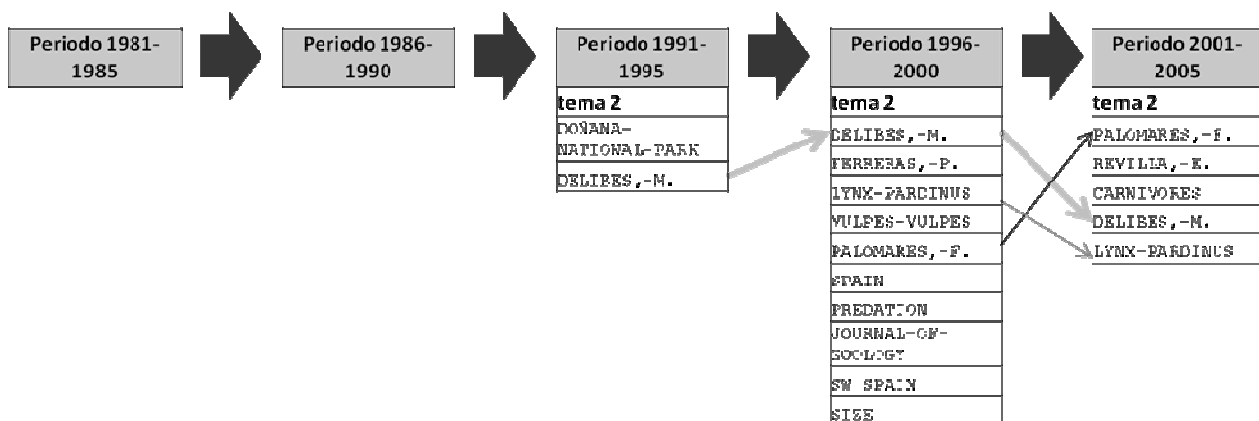 Periodo 1981-
1985
Periodo 1986-
1990
Periodo 1991-
1995
Periodo 1996-
2000
Periodo 2001-
2005
tema 2
DOÑANA-
NATIONAL-PARK
DELIBES,-M.
tema 2
DELIBES,-M.
FERRERAS,-P.
LYNX-PARDINUS
VULPES-VULPES
PALOMARES,-F.
SPAIN
PREDATION
JOURNAL-OF-
ZOOLOGY
SW SPAIN
SIZE
tema 2
PALOMARES,-F.
REVILLA,-E.
CARNIVORES
DELIBES,-M.
LYNX-PARDINUS